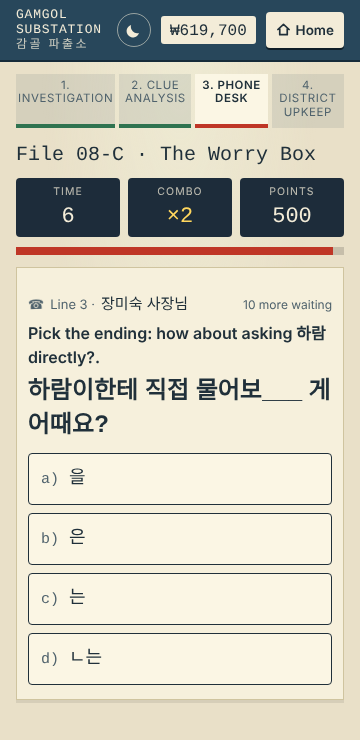 GAMGOL
SUBSTATION
감골 파출소
₩619,700
Home
1.
INVESTIGATION
2. CLUE
ANALYSIS
3. PHONE
DESK
4.
DISTRICT
UPKEEP
File 08-C · The Worry Box
TIME
6
COMBO
×2
POINTS
500
☎ Line 3 · 장미숙 사장님
10 more waiting
Pick the ending: how about asking 하람
directly?.
하람이한테 직접 물어보___ 게
어때요?
a) 을
b) 은
c) 는
d) ㄴ는